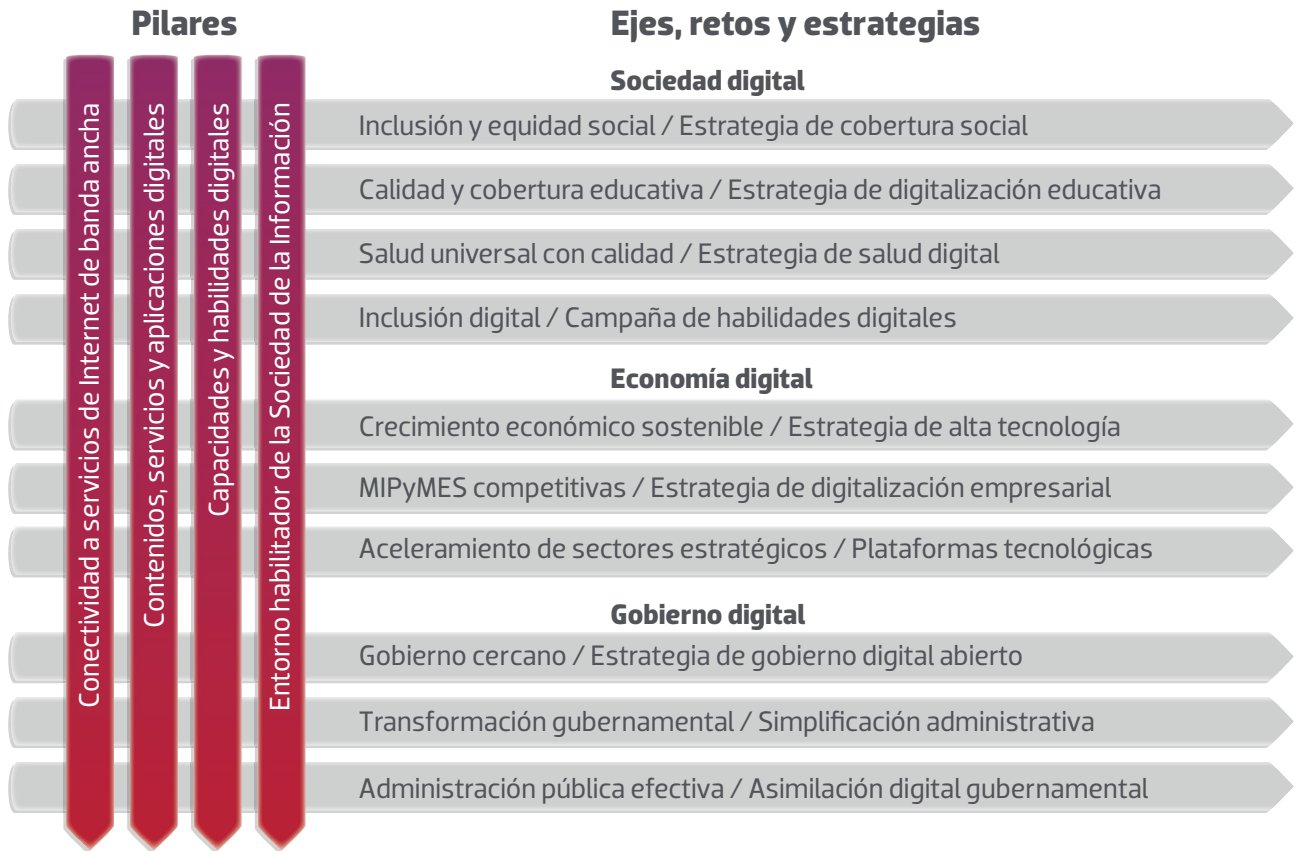 Pilares
Ejes, retos y estrategias
Conectividad a servicios de Internet de banda ancha
Contenidos, servicios y aplicaciones digitales
Capacidades y habilidades digitales
Entorno habilitador de la Sociedad de la Información
Sociedad digital
Inclusión y equidad social / Estrategia de cobertura social
Calidad y cobertura educativa / Estrategia de digitalización educativa
Salud universal con calidad / Estrategia de salud digital
Inclusión digital / Campaña de habilidades digitales
Economía digital
Crecimiento económico sostenible / Estrategia de alta tecnología
MIPyMES competitivas / Estrategia de digitalización empresarial
Aceleramiento de sectores estratégicos / Plataformas tecnológicas
Gobierno digital
Gobierno cercano / Estrategia de gobierno digital abierto
Transformación gubernamental / Simplificación administrativa
Administración pública efectiva / Asimilación digital gubernamental